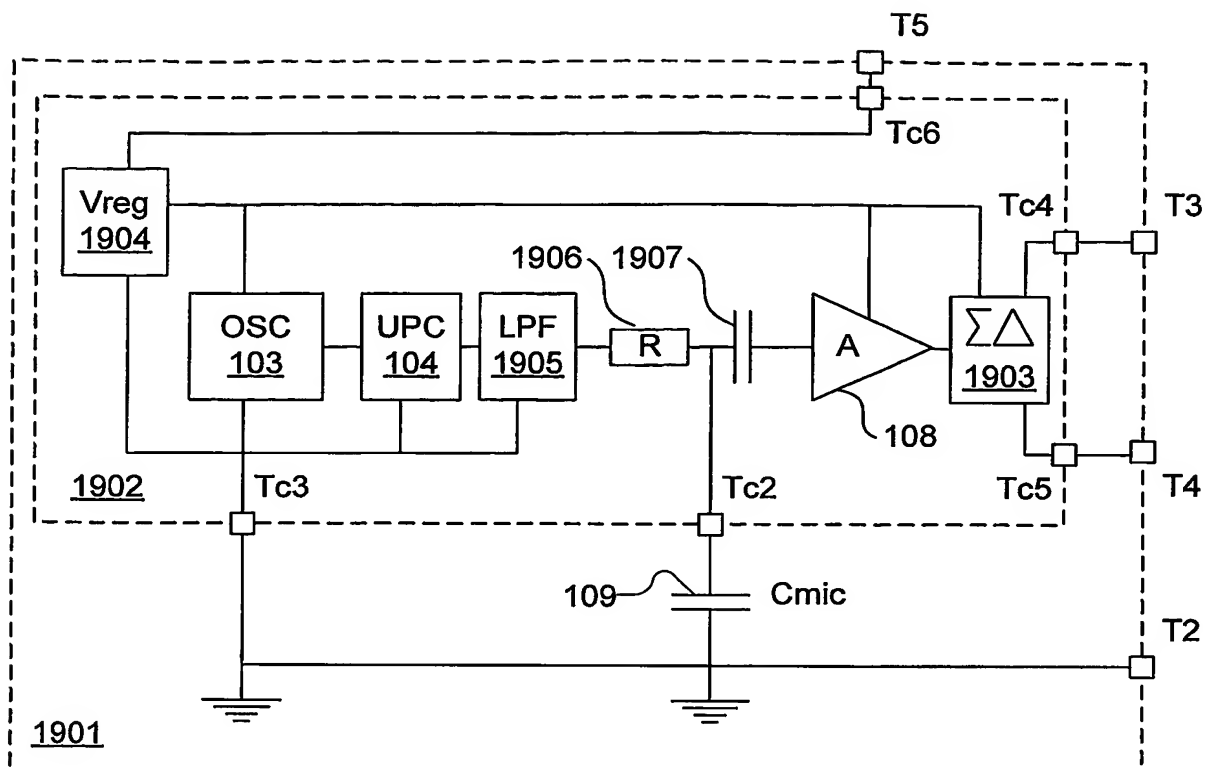 T5
Tc6
Vreg
1904
Tc4
T3
1906
1907
OSC
103
UPC
104
LPF
1905
R
A
ΣΔ
1903
108
1902
Tc3
Tc2
Tc5
T4
109
Cmic
T2
1901